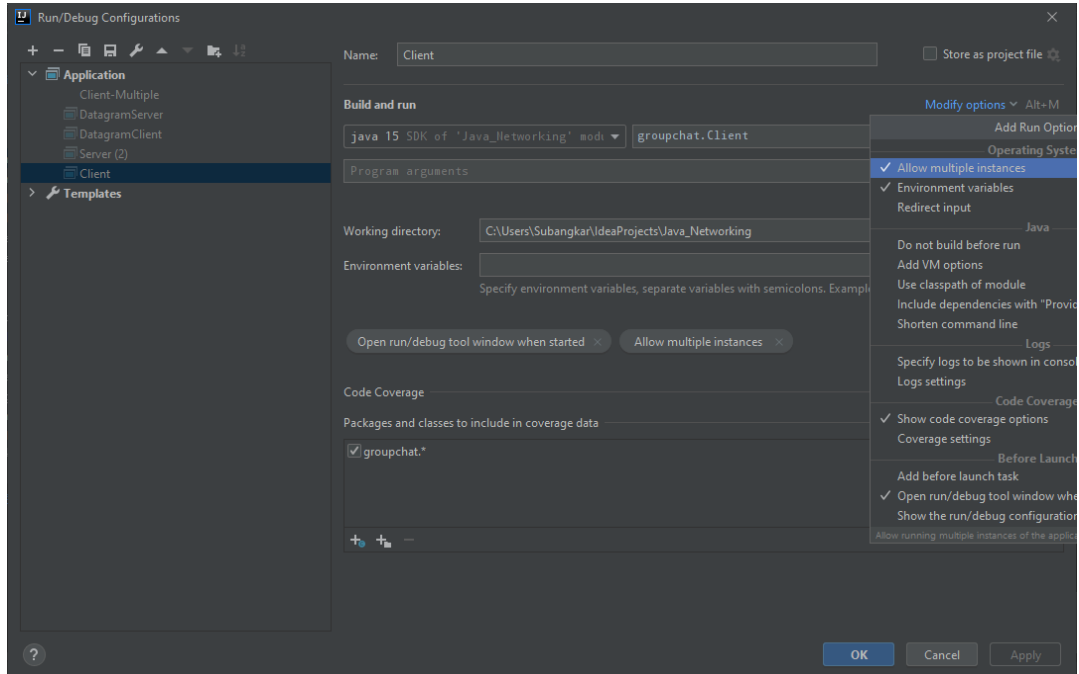 Run/Debug Configurations
Name: Client
Store as project file
Application
Client-Multiple
DatagramServer
DatagramClient
Server (2)
Client
Templates
Build and run
Modify options Alt+M
java 15 SDK of 'Java_Networking' modu
groupchat.Client
Program arguments
Working directory: C:\Users\Subangkar\IdeaProjects\Java_Networking
Environment variables:
Specify environment variables, separate variables with semicolons. Example
Open run/debug tool window when started
Allow multiple instances
Code Coverage
Packages and classes to include in coverage data
groupchat.*
Add Run Option
Operating Syste
Allow multiple instances
Environment variables
Redirect input
Java
Do not build before run
Add VM options
Use classpath of module
Include dependencies with "Provid
Shorten command line
Logs
Specify logs to be shown in consol
Logs settings
Code Coverage
Show code coverage options
Coverage settings
Before Launch
Add before launch task
Open run/debug tool window whe
Show the run/debug configuration
Allow running multiple instances of the applica
?
OK
Cancel
Apply